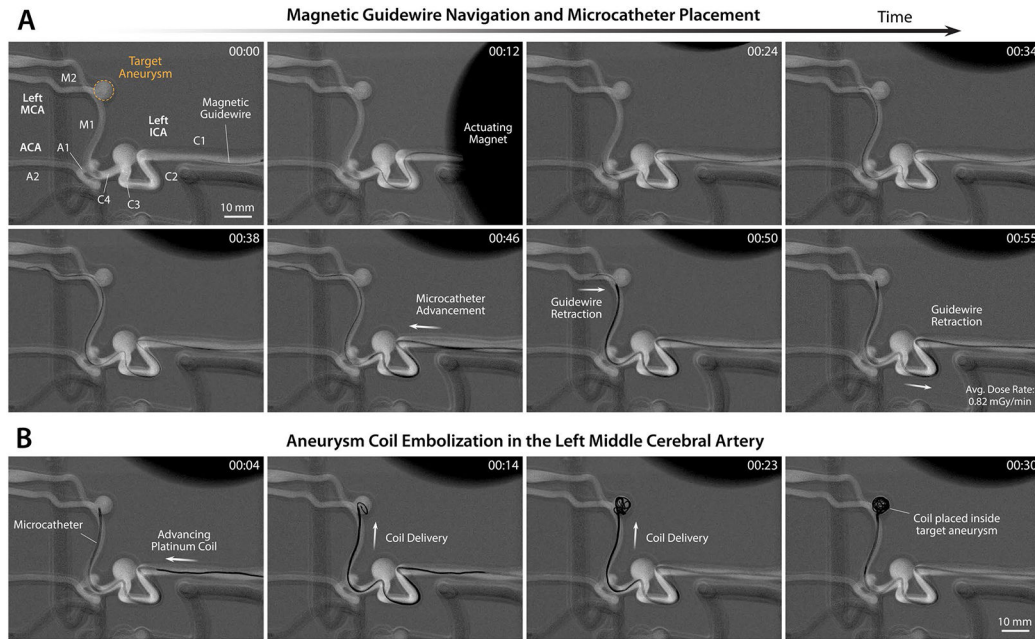 A
Magnetic Guidewire Navigation and Microcatheter Placement
Time
00:00
Target
Aneurysm
M2
Left
MCA
M1
Left
ICA
C1
Magnetic
Guidewire
ACA
A1
A2
C4
C3
C2
10 mm
00:12
Actuating
Magnet
00:24
00:34
00:38
00:46
Microcatheter
Advancement
00:50
Guidewire
Retraction
00:55
Guidewire
Retraction
Avg. Dose Rate:
0.82 mGy/min
B
Aneurysm Coil Embolization in the Left Middle Cerebral Artery
00:04
Microcatheter
Advancing
Platinum Coil
00:14
Coil Delivery
00:23
Coil Delivery
00:30
Coil placed inside
target aneurysm
10 mm